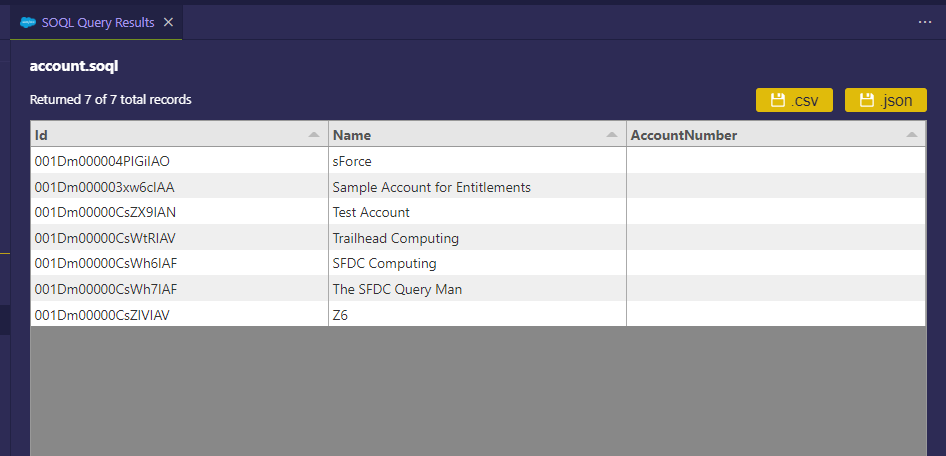 SOQL Query Results
account.soql
Returned 7 of 7 total records
.csv .json
Id Name AccountNumber
001Dm000004PIGiIAO sForce
001Dm000003xw6cIAA Sample Account for Entitlements
001Dm00000CsZX9IAN Test Account
001Dm00000CsWtRIAV Trailhead Computing
001Dm00000CsWh6IAF SFDC Computing
001Dm00000CsWh7IAF The SFDC Query Man
001Dm00000CsZIVIAV Z6